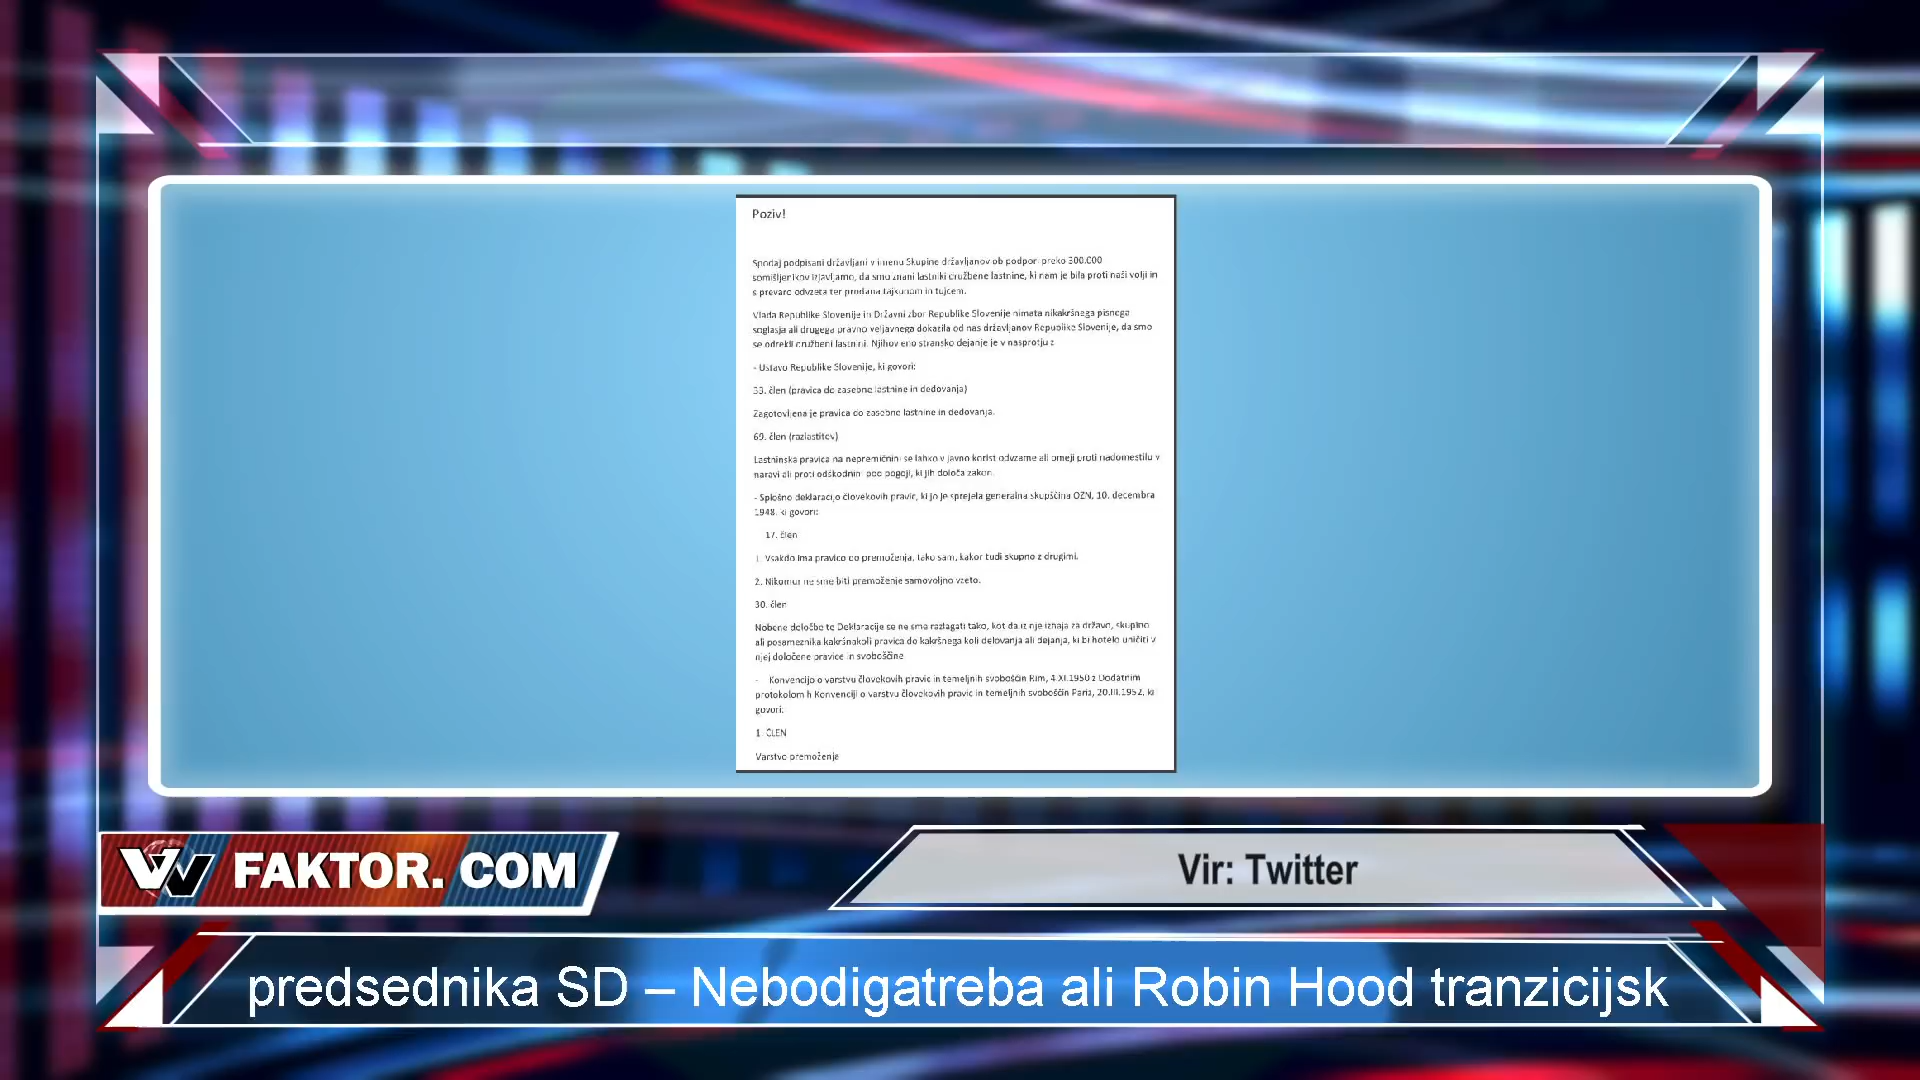 Poziv!
Spodaj podpisani državljani v imenu Skupine državljanov ob podpori preko 300.000
somišljenikov izjavljamo, da smo znani lastniki družbene lastnine, ki nam je bila proti naši volji in
s prevaro odvzeta ter prodana tajkunom in tujcem.
Vlada Republike Slovenije in Državni zbor Republike Slovenije nimata nikakršnega pisnega
soglasja ali drugega pravno veljavnega dokazila od nas državljanov Republike Slovenije, da smo
se odrekli družbeni lastnini. Njihov eno stransko dejanje je v nasprotju z
- Ustavo Republike Slovenije, ki govori:
33. člen (pravica do zasebne lastnine in dedovanja)
Zagotovljena je pravica do zasebne lastnine in dedovanja.
69. člen (razlastitev)
Lastninska pravica na nepremičnini se lahko v javno korist odvzame ali omeji proti nadomestilu v
naravi ali proti odškodnini pod pogoji, ki jih določa zakon.
- Splošno deklaracijo človekovih pravic, ki jo je sprejela generalna skupščina OZN, 10. decembra
1948, ki govori:
17. člen
1. Vsakdo ima pravico do premoženja, tako sam, kakor tudi skupno z drugimi.
2. Nikomur ne sme biti premoženje samovoljno vzeto.
30. člen
Nobene določbe te Deklaracije se ne sme razlagati tako, kot da iz nje izhaja za državo, skupino
ali posameznika kakršnakoli pravica do kakršnega koli delovanja ali dejanja, ki bi hotelo uničiti v
njej določene pravice in svoboščine.
- Konvencijo o varstvu človekovih pravic in temeljnih svoboščin Rim, 4.XI.1950 z Dodatnim
protokolom h Konvenciji o varstvu človekovih pravic in temeljnih svoboščin Pariz, 20.III.1952, ki
govori:
1. ČLEN
Varstvo premoženja
VW FAKTOR. COM
Vir: Twitter
predsednika SD – Nebodigatreba ali Robin Hood tranzicijsk